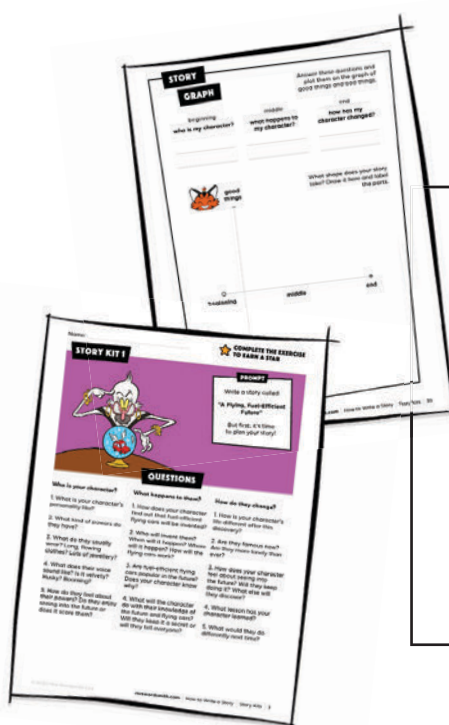 STORY
GRAPH
Answer these questions and
plot them on the graph of
good things and bad things.
beginning
who is my character?
middle
what happens to
my character?
end
how has my
character changed?
good
things
What shape does your story
take? Draw it here and label
the parts.
beginning
middle
end
How to Write a Story
Name:
STORY KIT 1
COMPLETE THE EXERCISE
TO EARN A STAR
PROMPT
Write a story called:
"A Flying, Fuel-Efficient
Future"
But first, it's time
to plan your story!
QUESTIONS
Who is your character?
1. What is your character's
personality like?
2. What kind of powers do
they have?
3. What do they usually
wear? Long, flowing
clothes? Lots of jewellery?
4. What does their voice
sound like? Is it velvety?
Husky? Booming?
5. How do they feel about
their powers? Do they enjoy
seeing into the future or
does it scare them?
What happens to them?
1. How does your character
find out that fuel-efficient
flying cars will be invented?
2. Who will invent them?
When will it happen? Where
will it happen? How will the
flying cars work?
3. Are fuel-efficient flying
cars popular in the future?
Does your character know
why?
4. What will the character
do with their knowledge of
the future and flying cars?
Will they keep it a secret or
will they tell everyone?
How do they change?
1. How is your character's
life different after this
discovery?
2. Are they famous now?
Are they more lonely than
ever?
3. How does your character
feel about seeing into
the future? Will they keep
doing it? What else will
they discover?
4. What lesson has your
character learned?
5. What would they do
differently next time?
How to Write a Story | Story Kits